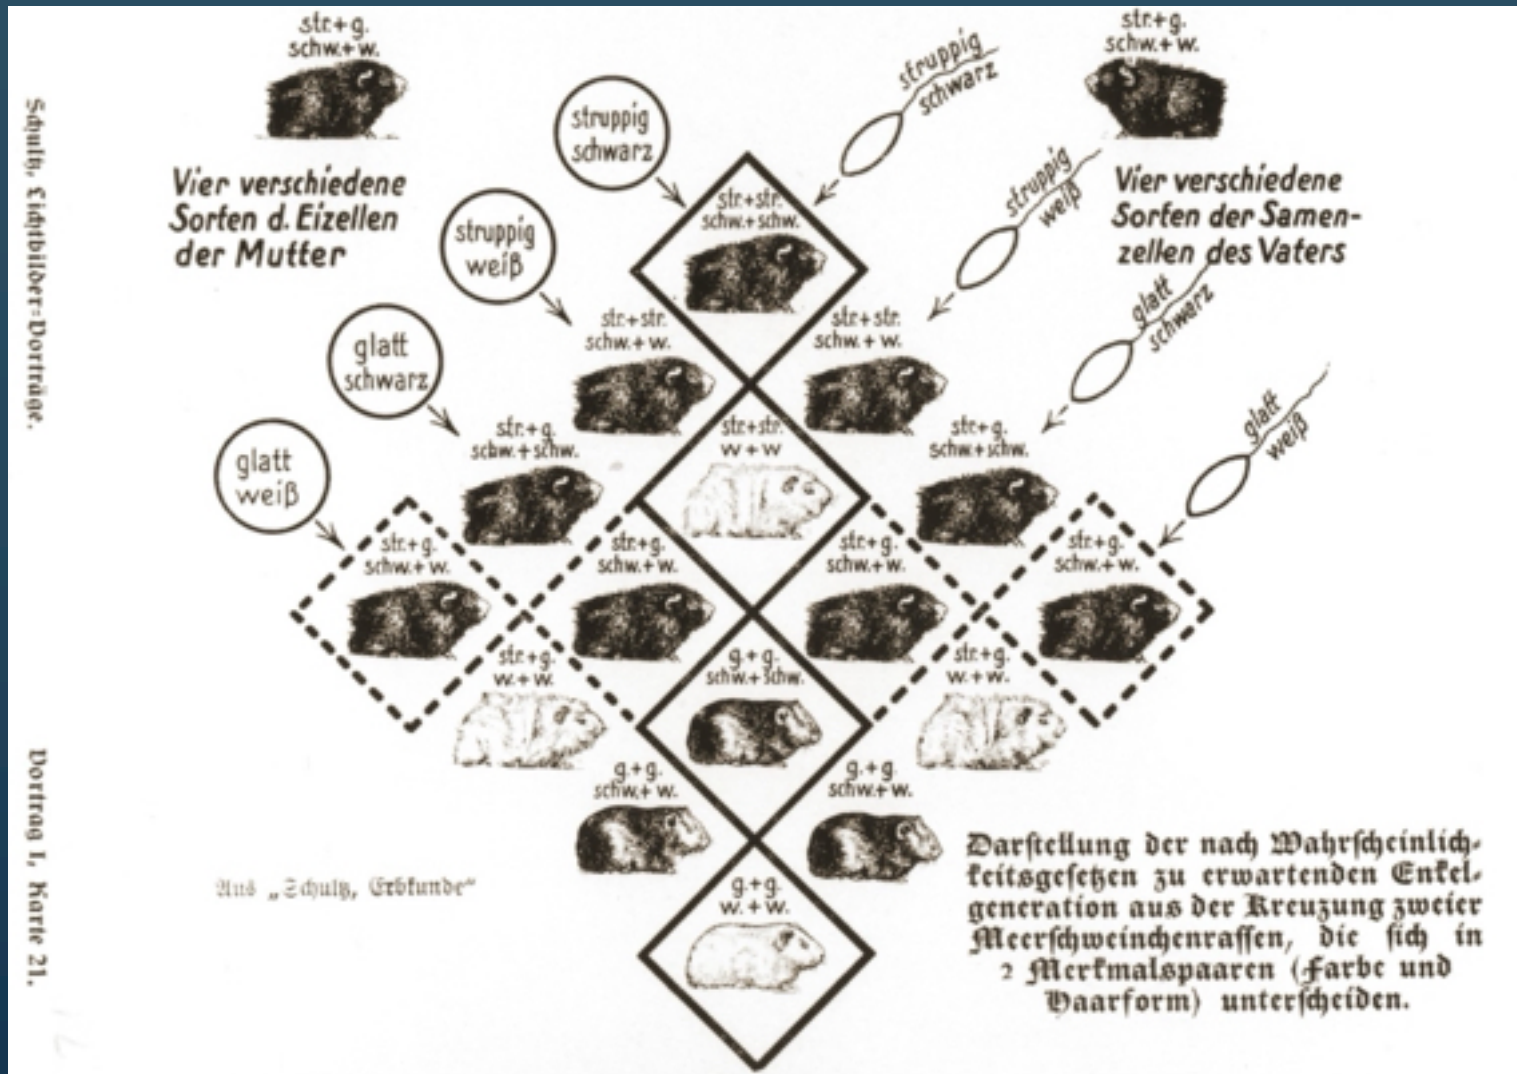 str.+g.
schw.+w.
str.+g.
schw.+w.
Schultz, Lichtbilder=Vorträge.
Vortrag I, Karte 21.
Vier verschiedene
Sorten d. Eizellen
der Mutter
Vier verschiedene
Sorten der Samen-
zellen des Vaters
struppig
schwarz
struppig
weiß
glatt
schwarz
glatt
weiß
struppig
schwarz
struppig
weiß
glatt
schwarz
glatt
weiß
str.+str.
schw.+schw.
str.+str.
schw.+w.
str.+str.
schw.+w.
str.+g.
schw.+schw.
str.+str.
w+w
str.+g.
schw.+schw.
str.+g.
schw.+w.
str.+g.
schw.+w.
str.+g.
schw.+w.
str.+g.
schw.+w.
str.+g.
w.+w.
g.+g.
schw.+schw.
str.+g.
w.+w.
g.+g.
schw.+w.
g.+g.
schw.+w.
g.+g.
w.+w.
Aus „Schultz, Erbkunde“
Darstellung der nach Wahrscheinlich-
keitsgesetzen zu erwartenden Enkel-
generation aus der Kreuzung zweier
Meerschweinchenrassen, die sich in
2 Merkmalspaaren (Farbe und
Haarform) unterscheiden.